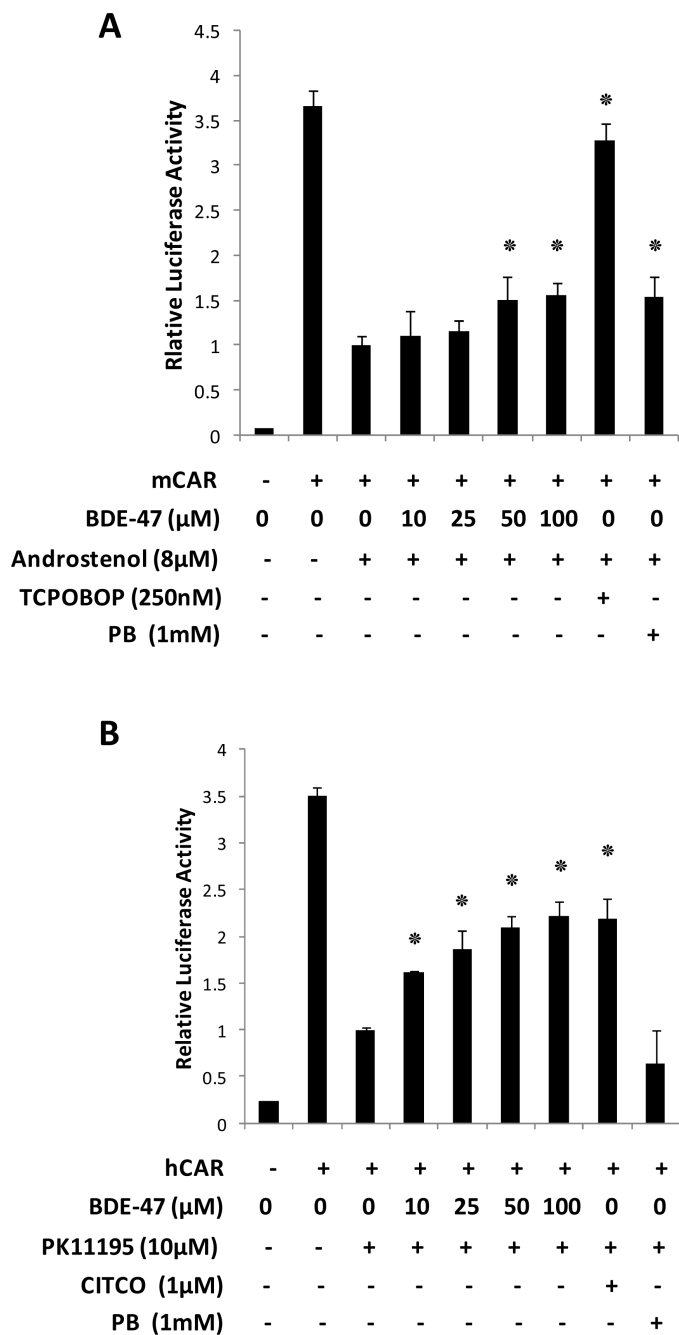 A
4.5
4
3.5
3
2.5
2
1.5
1
0.5
0
Rlative Luciferase Activity
* * * *
mCAR - + + + + + + + +
BDE-47 (µM) 0 0 0 10 25 50 100 0 0
Androstenol (8µM) - - + + + + + + +
TCPOBOP (250nM) - - - - - - - + -
PB (1mM) - - - - - - - - +
B
4
3.5
3
2.5
2
1.5
1
0.5
0
Relative Luciferase Activity
* * * * *
hCAR - + + + + + + + +
BDE-47 (µM) 0 0 0 10 25 50 100 0 0
PK11195 (10µM) - - + + + + + + +
CITCO (1µM) - - - - - - - + -
PB (1mM) - - - - - - - - +